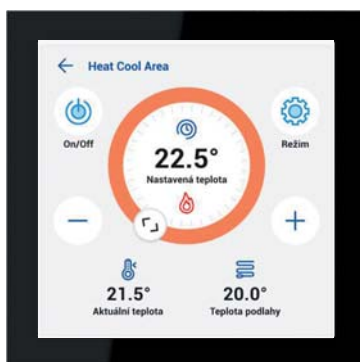 Heat Cool Area
On/Off
Režim
22.5°
Nastavená teplota
21.5°
Aktuální teplota
20.0°
Teplota podlahy